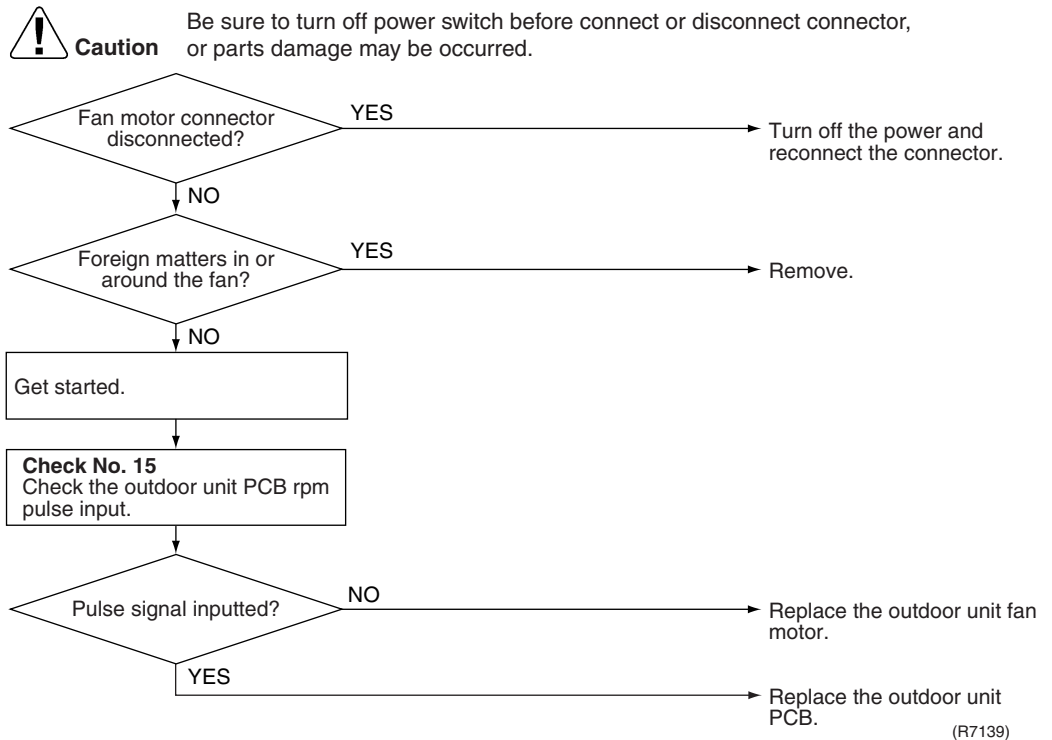 Be sure to turn off power switch before connect or disconnect connector,
Caution or parts damage may be occurred.
Fan motor connector
disconnected?
YES
Turn off the power and
reconnect the connector.
NO
Foreign matters in or
around the fan?
YES
Remove.
NO
Get started.
Check No. 15
Check the outdoor unit PCB rpm
pulse input.
Pulse signal inputted?
NO
Replace the outdoor unit fan
motor.
YES
Replace the outdoor unit
PCB.
(R7139)